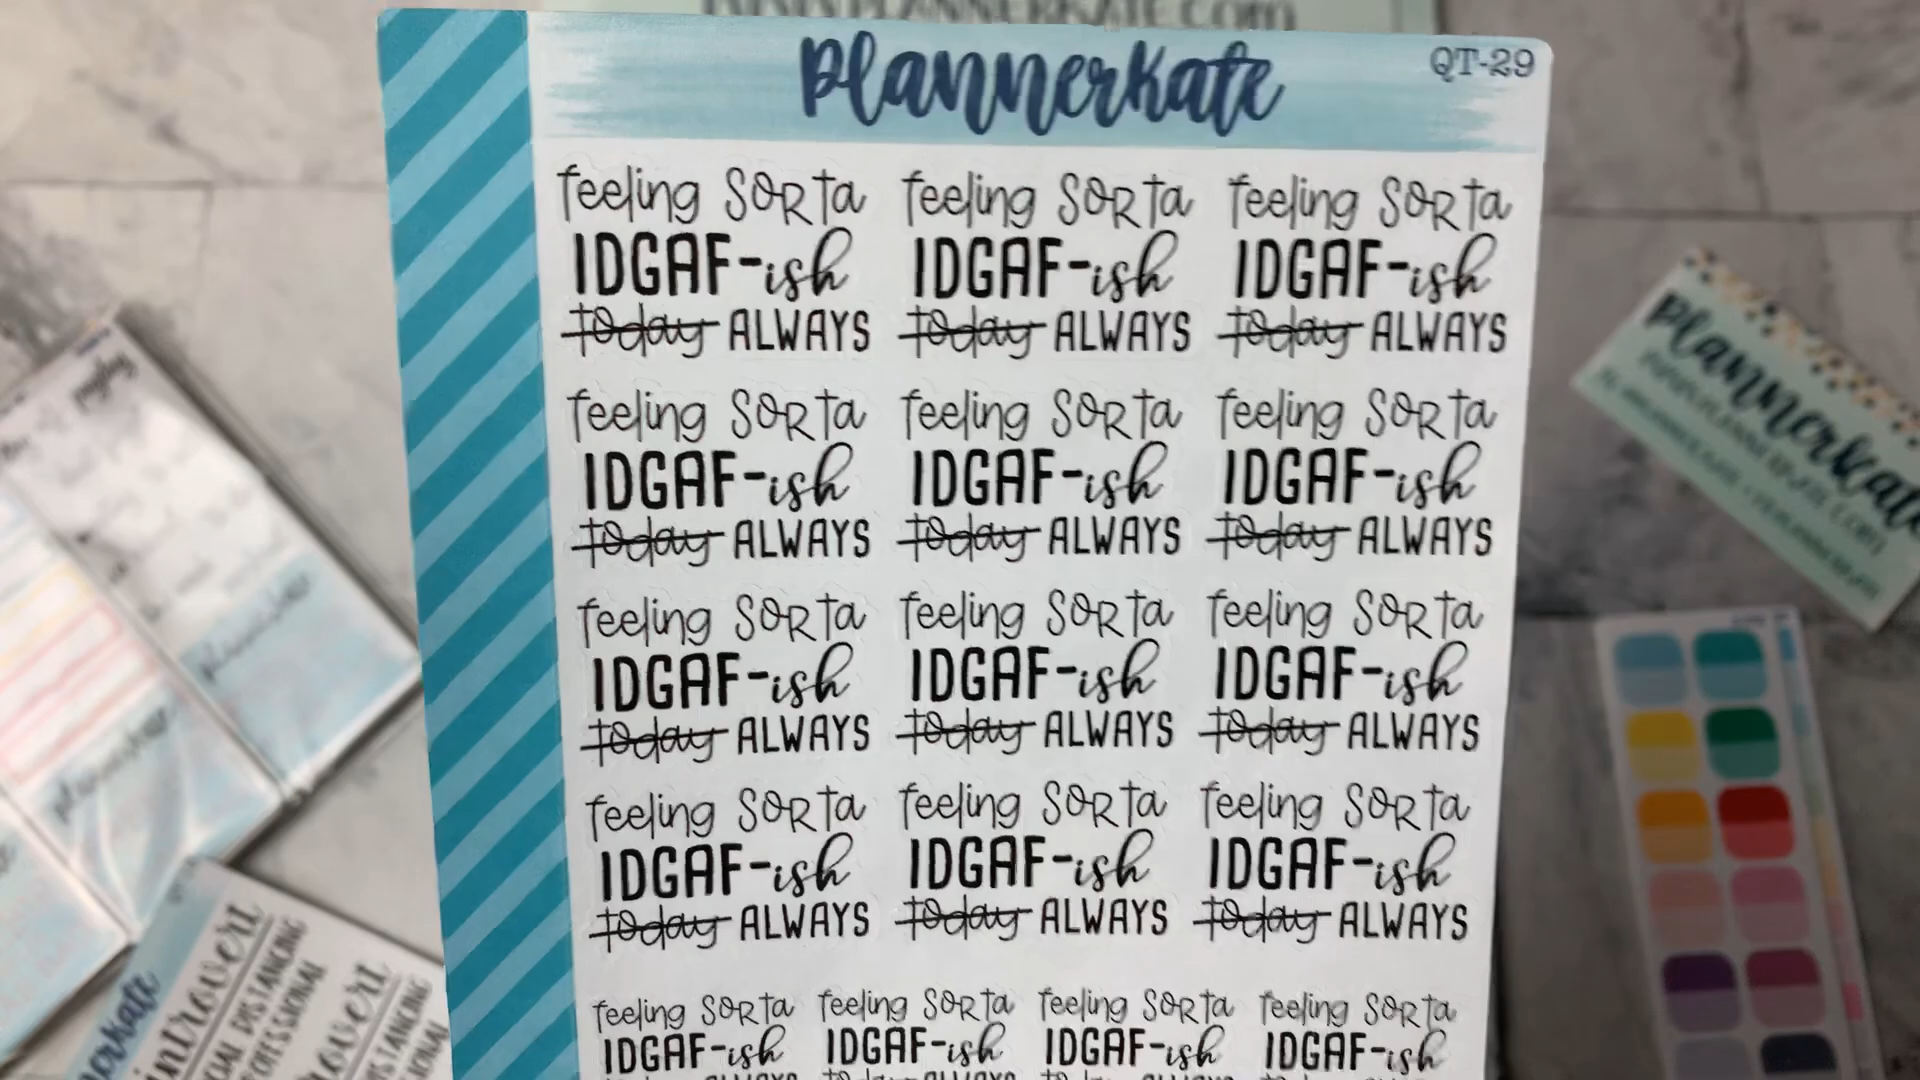 plannerkate
QT-29
feeling SORta feeling SORta feeling SORta
IDGAF-ish IDGAF-ish IDGAF-ish
today ALWAYS today ALWAYS today ALWAYS
feeling SORta feeling SORta feeling SORta
IDGAF-ish IDGAF-ish IDGAF-ish
today ALWAYS today ALWAYS today ALWAYS
feeling SORta feeling SORta feeling SORta
IDGAF-ish IDGAF-ish IDGAF-ish
today ALWAYS today ALWAYS today ALWAYS
feeling SORta feeling SORta feeling SORta
IDGAF-ish IDGAF-ish IDGAF-ish
today ALWAYS today ALWAYS today ALWAYS
feeling SORta feeling SORta feeling SORta feeling SORta
IDGAF-ish IDGAF-ish IDGAF-ish IDGAF-ish
plannerkate
introvert
DISTANCING